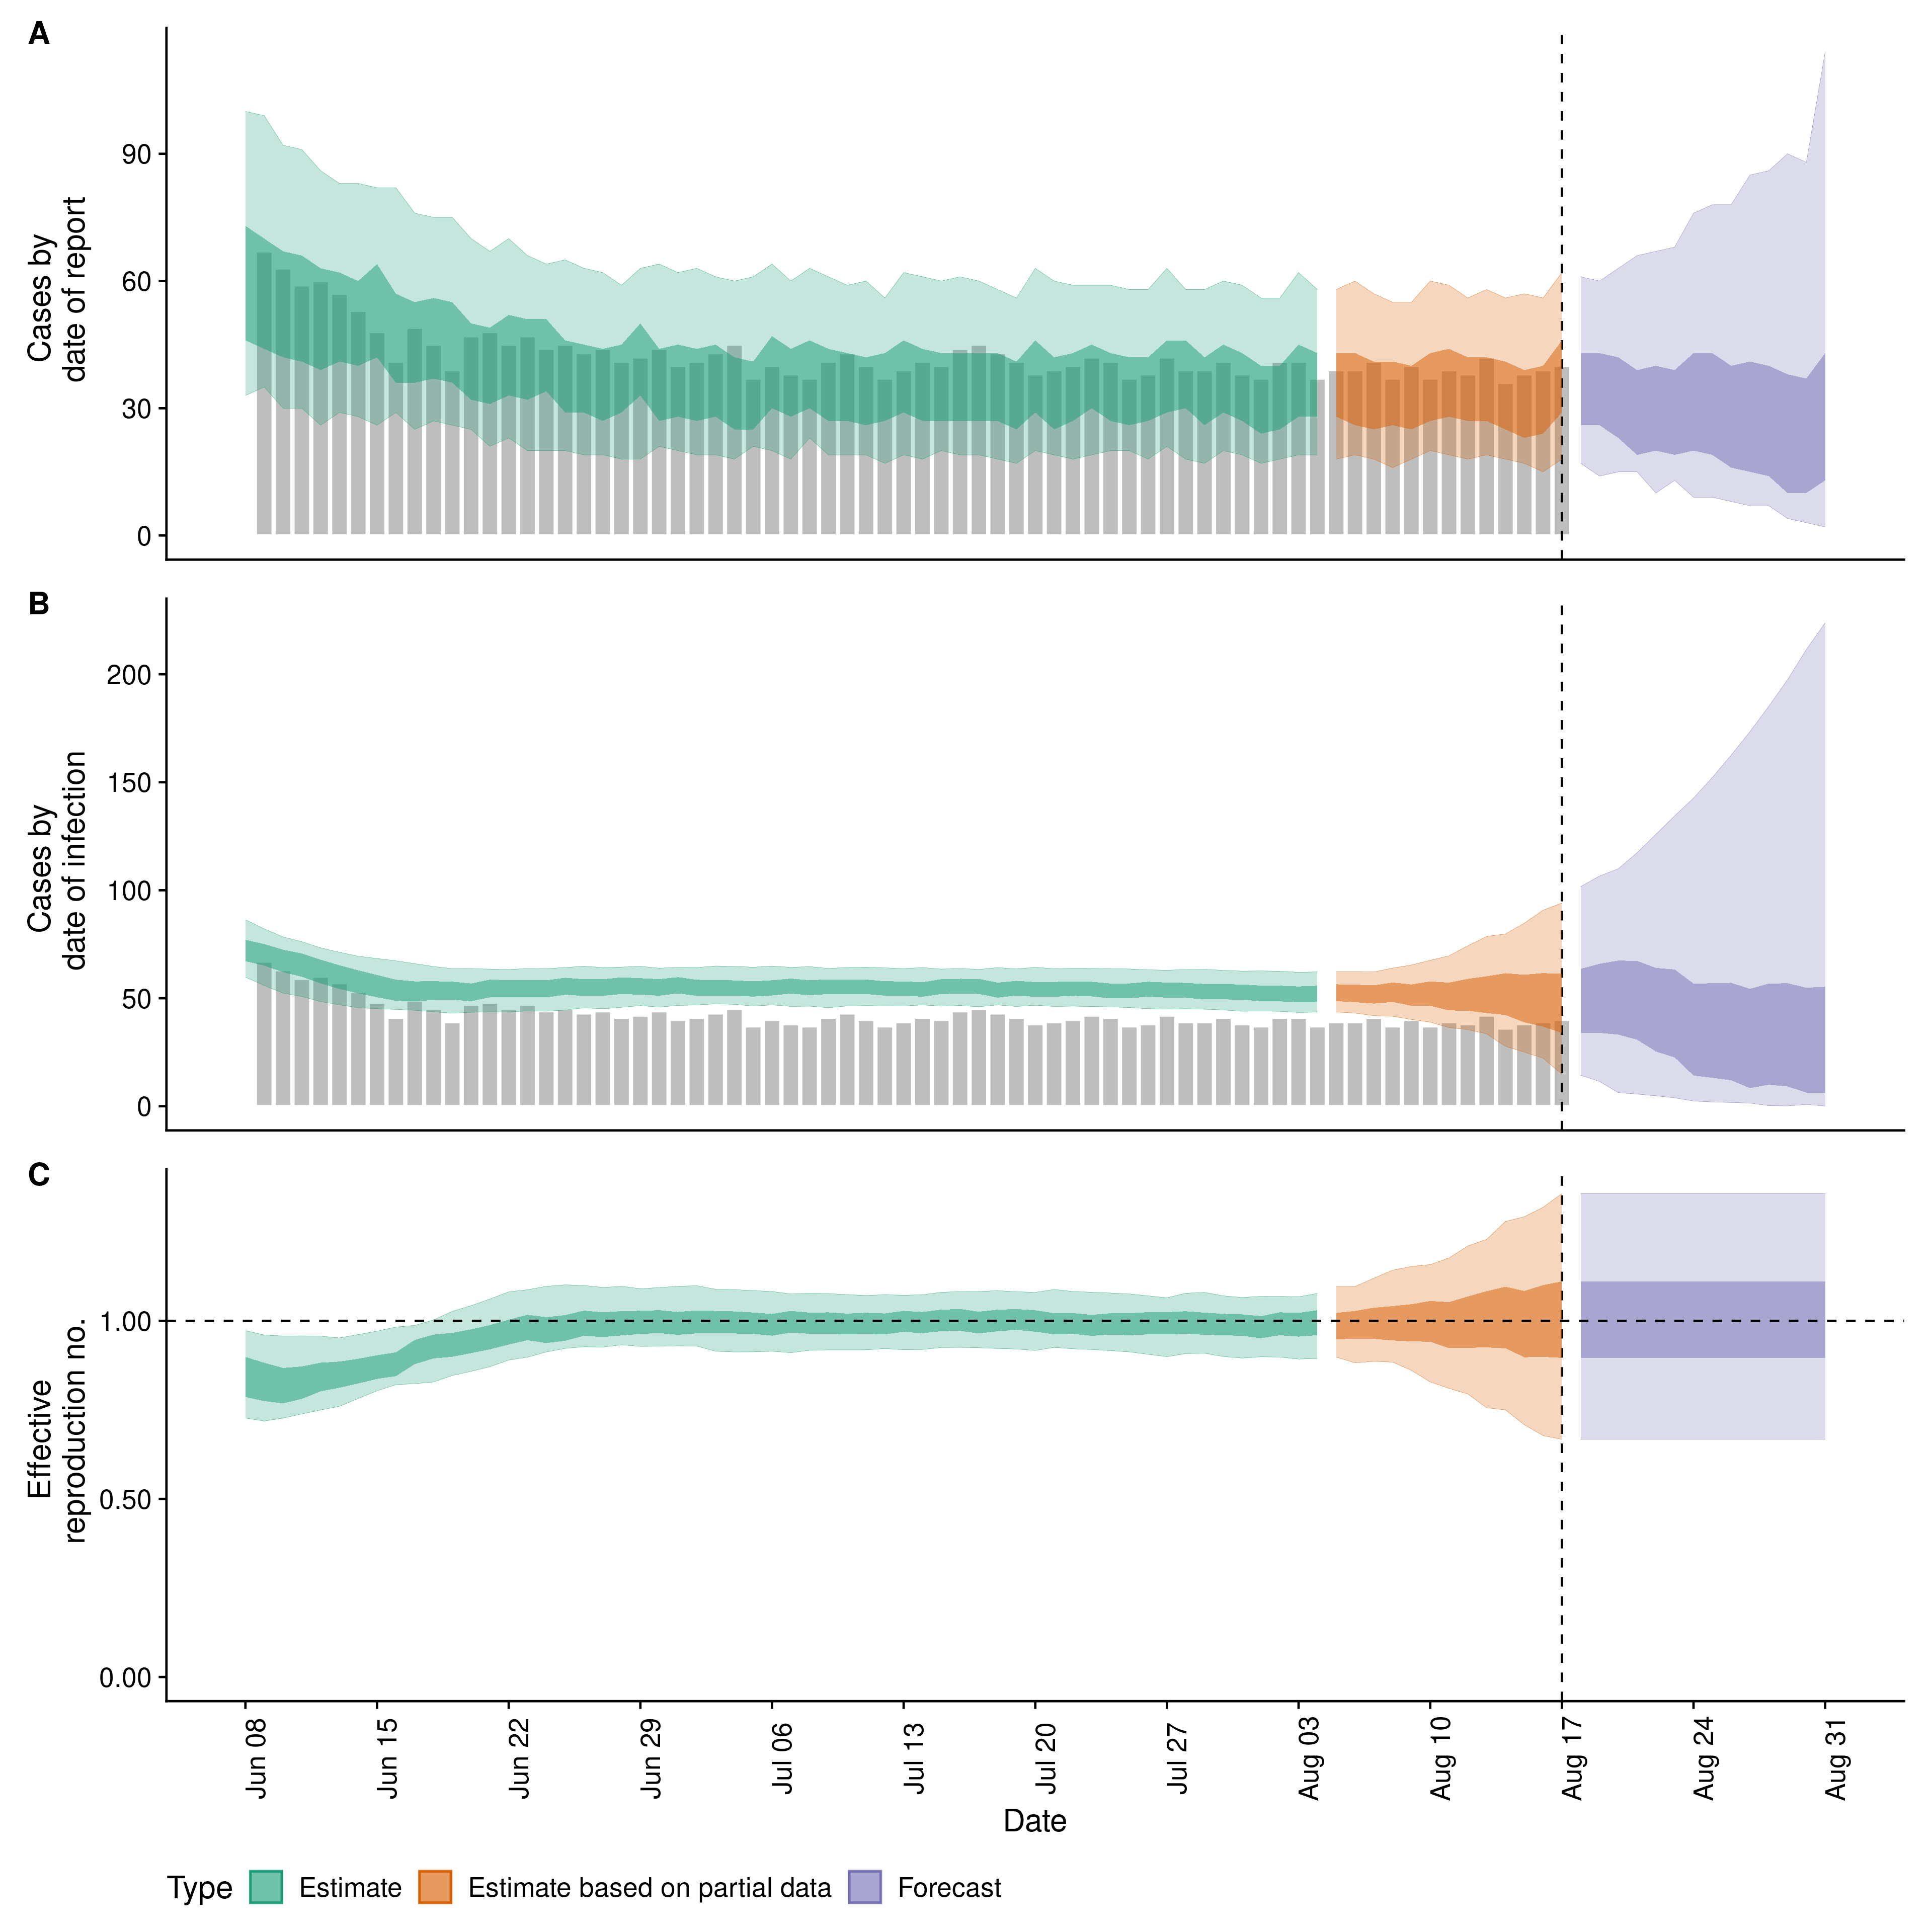 A
Cases by
date of report
90
60
30
0
B
Cases by
date of infection
200
150
100
50
0
C
Effective
reproduction no.
1.00
0.50
0.00
Jun 08
Jun 15
Jun 22
Jun 29
Jul 06
Jul 13
Jul 20
Jul 27
Aug 03
Aug 10
Aug 17
Aug 24
Aug 31
Date
Type Estimate Estimate based on partial data Forecast